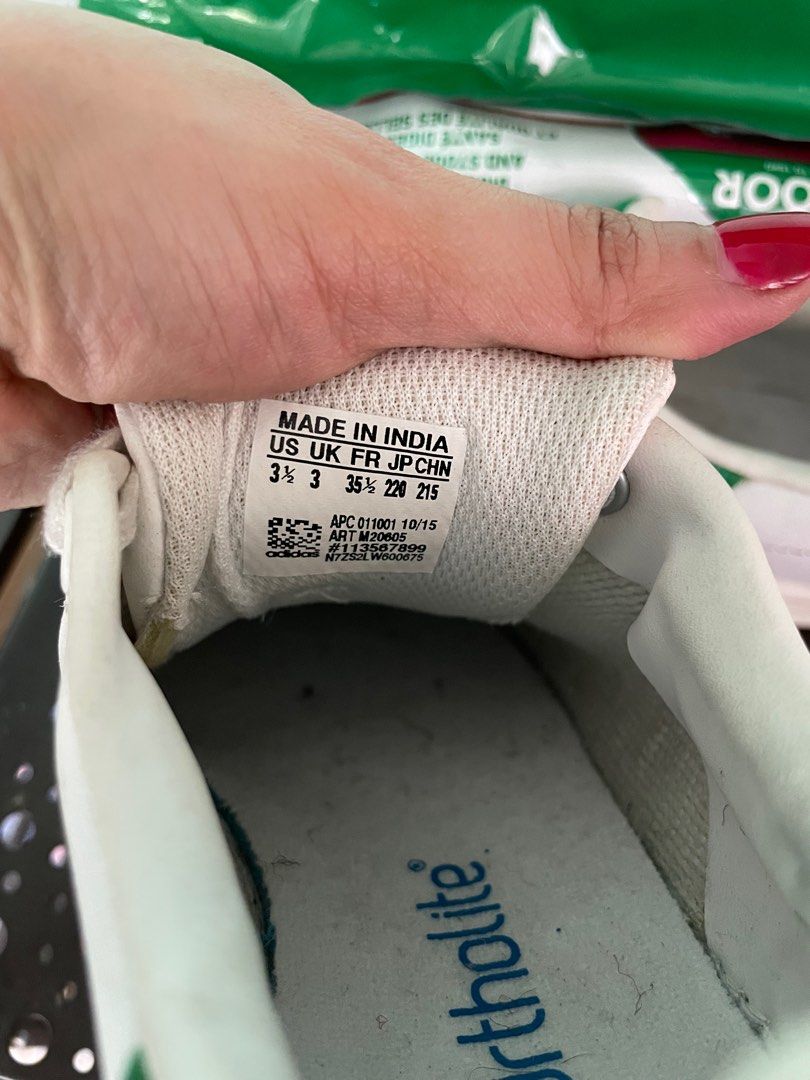 OOR
MADE IN INDIA
US UK FR JP CHN
3½ 3 35½ 220 215
APC 011001 10/15
ART M20605
#113567899
adidas
N7ZS2LW600675
ortholite®